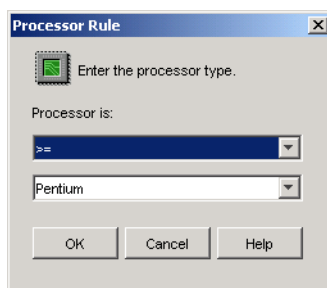 Processor Rule
Enter the processor type.
Processor is:
>=
Pentium
OK Cancel Help